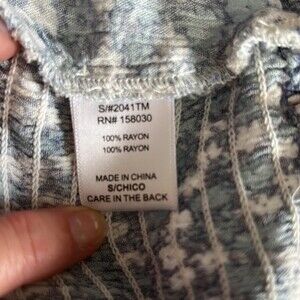 S/#2041TM
RN# 158030
100% RAYON
100% RAYON
MADE IN CHINA
S/CHICO
CARE IN THE BACK